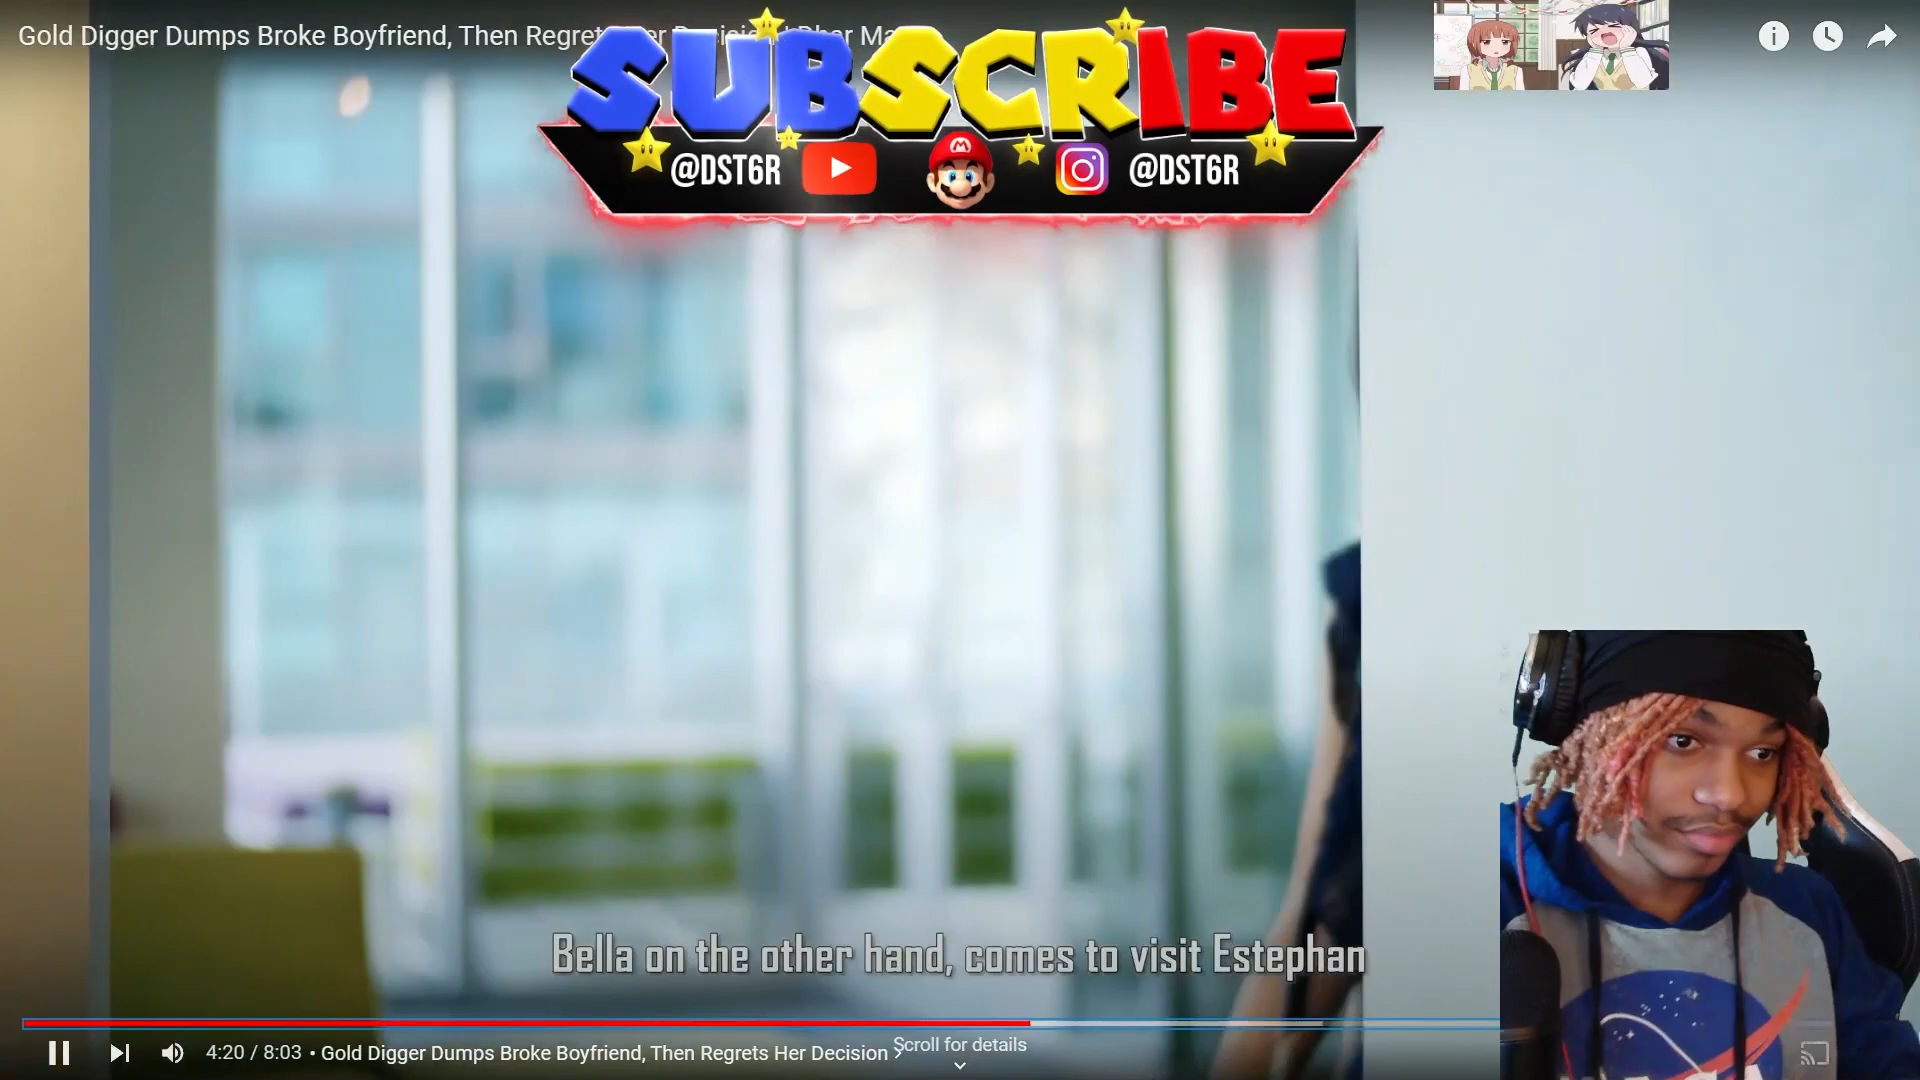 Gold Digger Dumps Broke Boyfriend, Then Regret
SUBSCRIBE
@DST6R
@DST6R
Bella on the other hand, comes to visit Estephan
4:20 / 8:03 • Gold Digger Dumps Broke Boyfriend, Then Regrets Her Decision
Scroll for details